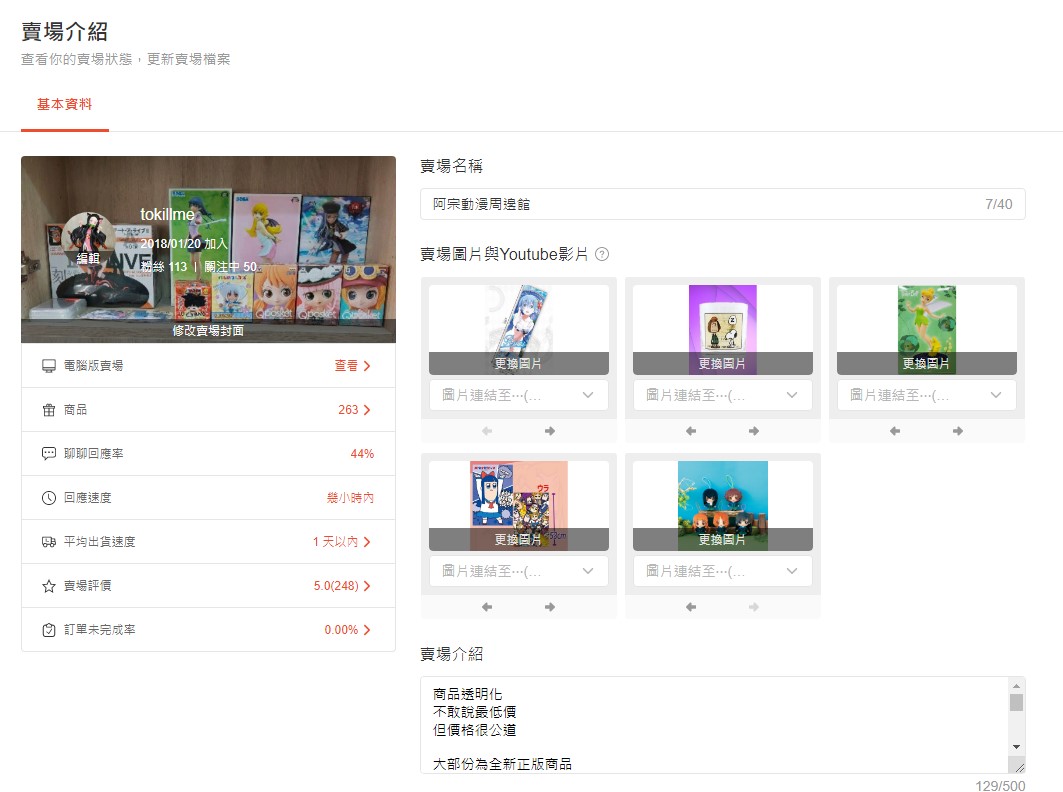 賣場介紹
查看你的賣場狀態，更新賣場檔案
基本資料
tokillme
2018/01/20 加入
粉絲 113 | 關注中 50
編輯
修改賣場封面
電腦版賣場 查看
商品 263
聊聊回應率 44%
回應速度 幾小時內
平均出貨速度 1 天以內
賣場評價 5.0(248)
訂單未完成率 0.00%
賣場名稱
阿宗動漫周邊館 7/40
賣場圖片與Youtube影片
更換圖片 更換圖片 更換圖片
圖片連結至⋯(... 圖片連結至⋯(... 圖片連結至⋯(...
ウラ
更換圖片 更換圖片
圖片連結至⋯(... 圖片連結至⋯(...
賣場介紹
商品透明化
不敢說最低價
但價格很公道
大部份為全新正版商品
129/500